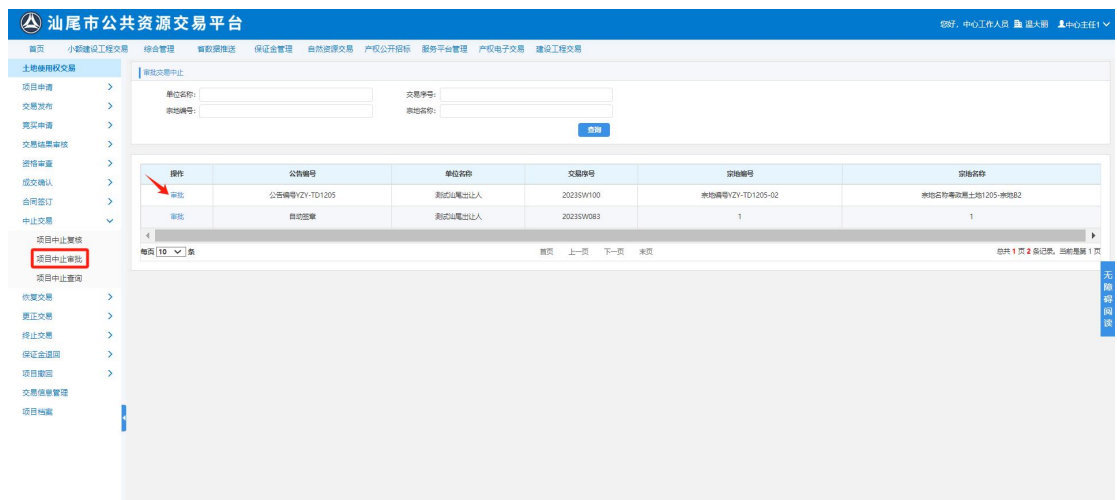 汕尾市公共资源交易平台
您好，中心工作人员 温大丽 中心主任1
首页 小额建设工程交易 综合管理 省数据推送 保证金管理 自然资源交易 产权公开招标 服务平台管理 产权电子交易 建设工程交易
土地使用权交易
项目申请
交易发布
竞买申请
交易结果审核
资格审查
成交确认
合同签订
中止交易
项目中止复核
项目中止审批
项目中止查询
恢复交易
更正交易
终止交易
保证金退回
项目撤回
交易信息管理
项目档案
审批交易中止
单位名称： 交易序号：
宗地编号： 宗地名称：
查询
操作 公告编号 单位名称 交易序号 宗地编号 宗地名称
审批 公告编号YZY-TD1205 测试汕尾出让人 2023SW100 宗地编号YZY-TD1205-02 宗地名称粤政易土地1205-宗地02
审批 自动签章 测试汕尾出让人 2023SW083 1 1
每页 10 条 首页 上一页 下一页 末页 总共 1 页 2 条记录，当前是第 1 页
无障碍阅读